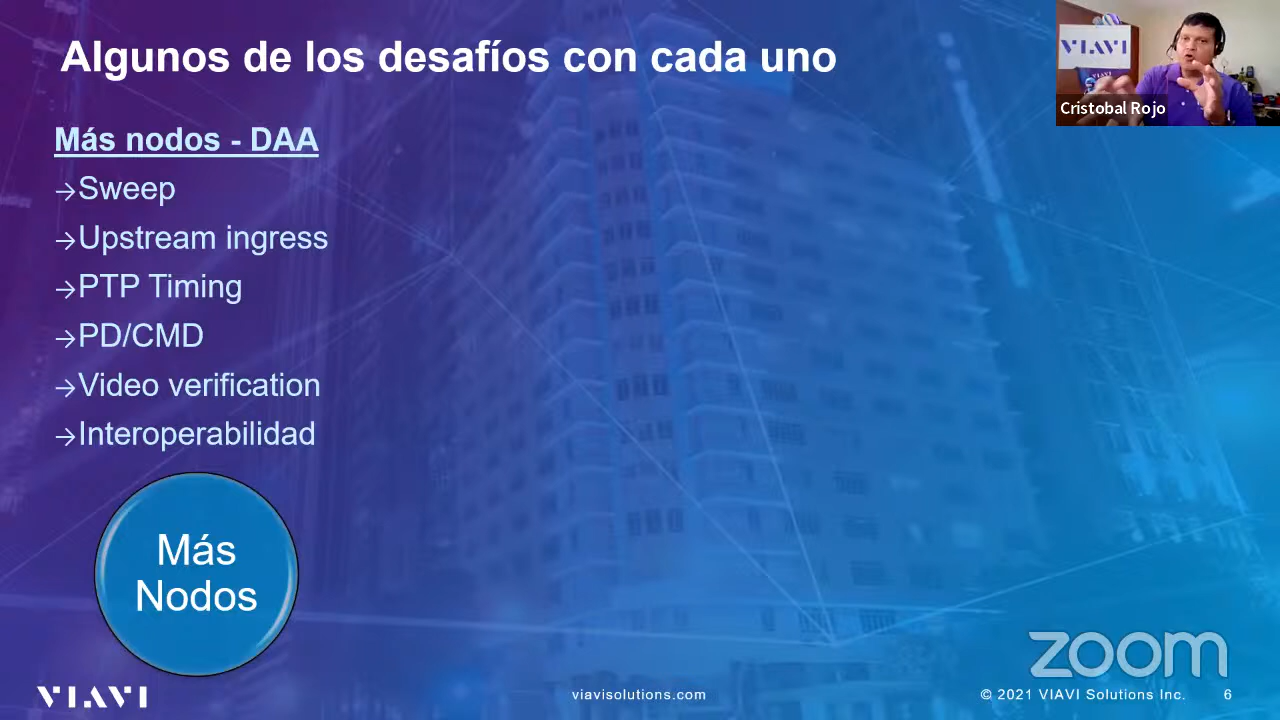 Algunos de los desafíos con cada uno
VIAVI
VIAVI
Cristobal Rojo
Más nodos - DAA
→Sweep
→Upstream ingress
→PTP Timing
→PD/CMD
→Video verification
→Interoperabilidad
Más
Nodos
zoom
VIAVI
viavisolutions.com
© 2021 VIAVI Solutions Inc.
6